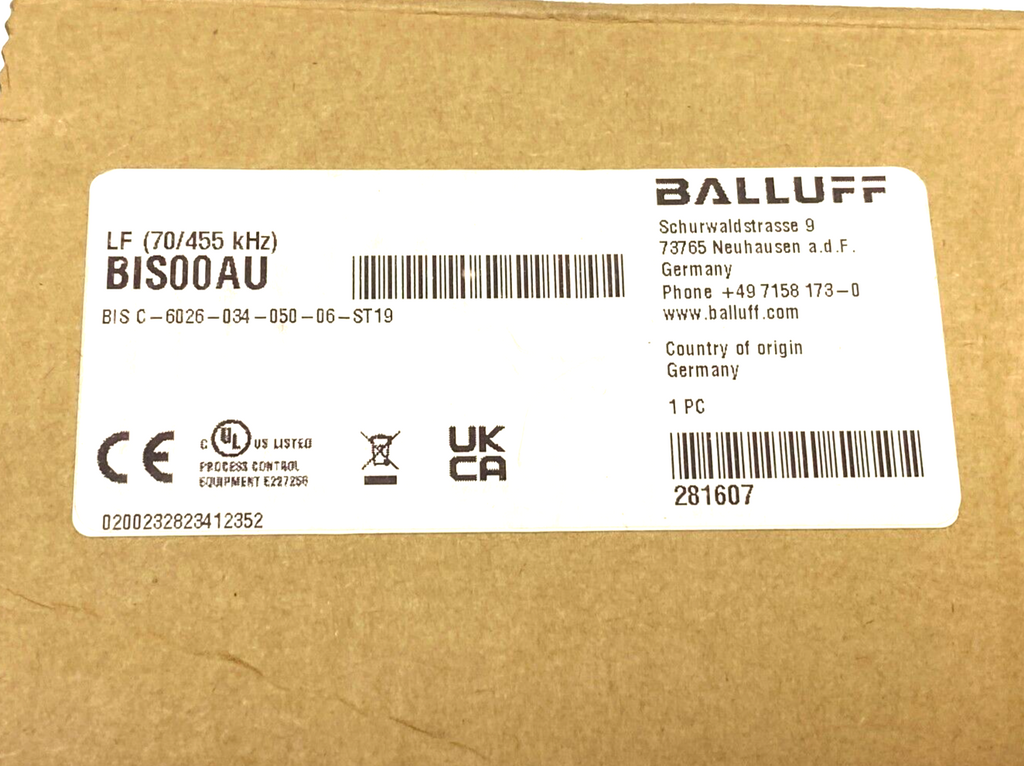 BALLUFF
LF (70/455 kHz)
BIS00AU
BIS C-6026-034-050-06-ST19
Schurwaldstrasse 9
73765 Neuhausen a.d.F.
Germany
Phone +49 7158 173-0
www.balluff.com
Country of origin
Germany
1 PC
281607
CE
C UL US LISTED
PROCESS CONTROL
EQUIPMENT E227256
UK
CA
0200232823412352